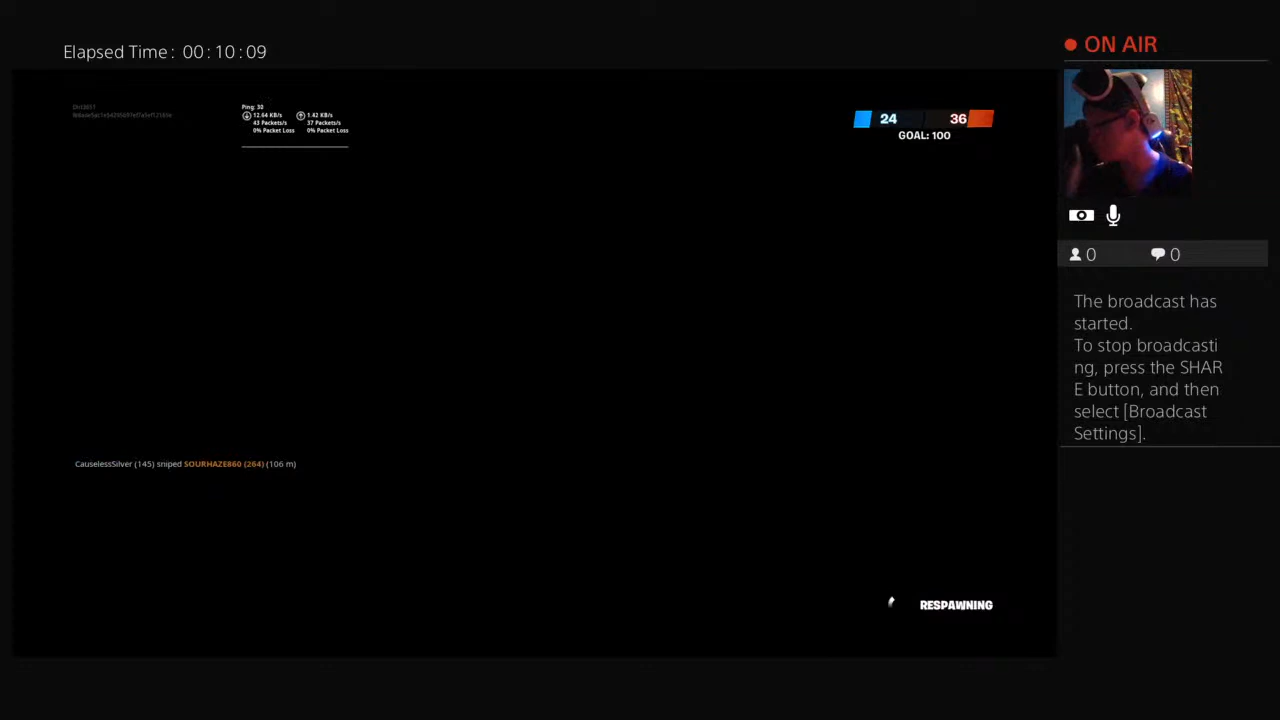 Elapsed Time: 00:10:09
ON AIR
Ping: 30
12.64 KB/s
43 Packets/s
0% Packet Loss
1.42 KB/s
37 Packets/s
0% Packet Loss
24 36
GOAL: 100
0 0
The broadcast has
started.
To stop broadcasti
ng, press the SHAR
E button, and then
select [Broadcast
Settings].
CauselessSilver (145) sniped SOURHAZE860 (264) (106 m)
RESPAWNING